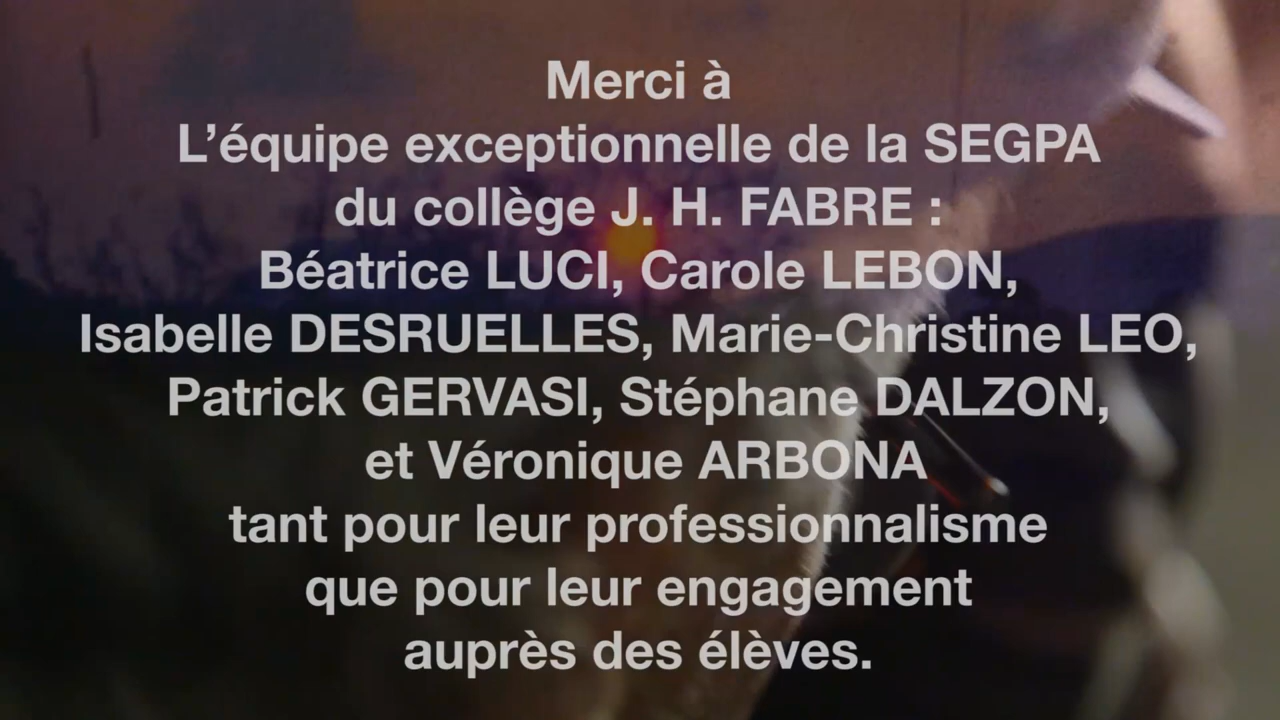 Merci à
L’équipe exceptionnelle de la SEGPA
du collège J. H. FABRE :
Béatrice LUCI, Carole LEBON,
Isabelle DESRUELLES, Marie-Christine LEO,
Patrick GERVASI, Stéphane DALZON,
et Véronique ARBONA
tant pour leur professionnalisme
que pour leur engagement
auprès des élèves.